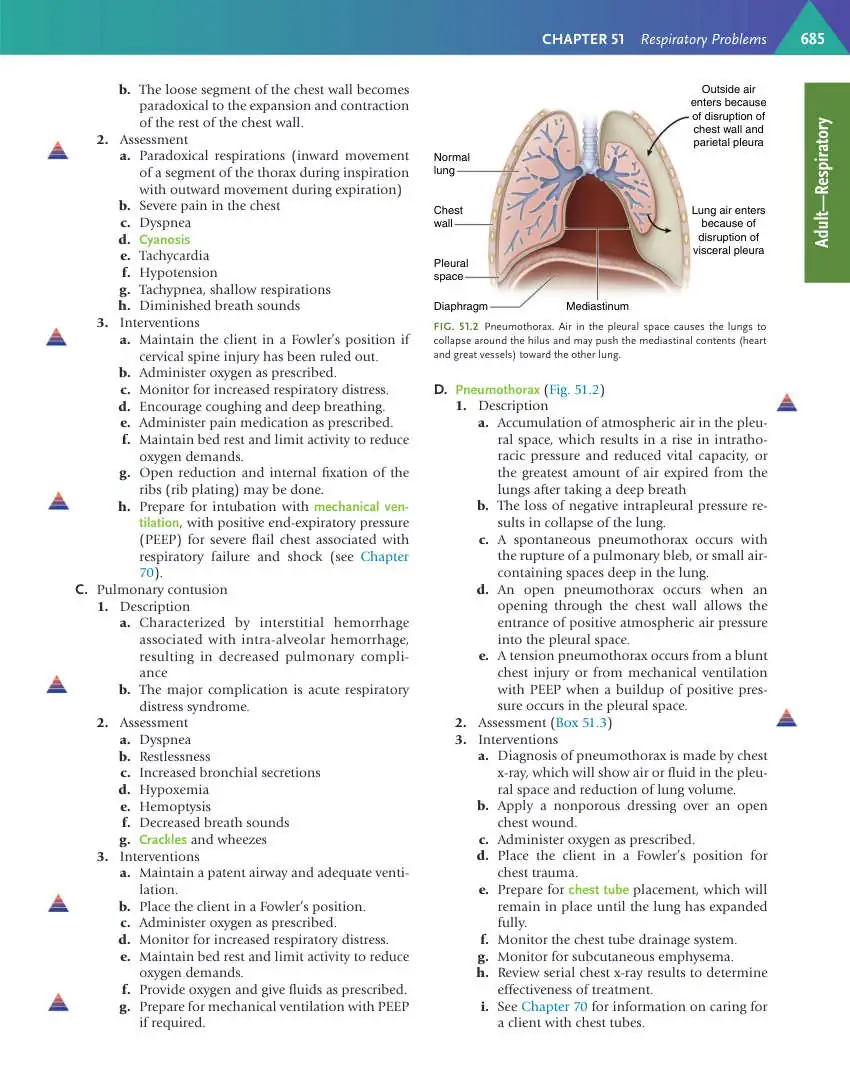 CHAPTER 51 Respiratory Problems 685
b. The loose segment of the chest wall becomes
paradoxical to the expansion and contraction
of the rest of the chest wall.
2. Assessment
a. Paradoxical respirations (inward movement
of a segment of the thorax during inspiration
with outward movement during expiration)
b. Severe pain in the chest
c. Dyspnea
d. Cyanosis
e. Tachycardia
f. Hypotension
g. Tachypnea, shallow respirations
h. Diminished breath sounds
3. Interventions
a. Maintain the client in a Fowler's position if
cervical spine injury has been ruled out.
b. Administer oxygen as prescribed.
c. Monitor for increased respiratory distress.
d. Encourage coughing and deep breathing.
e. Administer pain medication as prescribed.
f. Maintain bed rest and limit activity to reduce
oxygen demands.
g. Open reduction and internal fixation of the
ribs (rib plating) may be done.
h. Prepare for intubation with mechanical ven-
tilation, with positive end-expiratory pressure
(PEEP) for severe flail chest associated with
respiratory failure and shock (see Chapter
70).
C. Pulmonary contusion
1. Description
a. Characterized by interstitial hemorrhage
associated with intra-alveolar hemorrhage,
resulting in decreased pulmonary compli-
ance
b. The major complication is acute respiratory
distress syndrome.
2. Assessment
a. Dyspnea
b. Restlessness
c. Increased bronchial secretions
d. Hypoxemia
e. Hemoptysis
f. Decreased breath sounds
g. Crackles and wheezes
3. Interventions
a. Maintain a patent airway and adequate venti-
lation.
b. Place the client in a Fowler's position.
c. Administer oxygen as prescribed.
d. Monitor for increased respiratory distress.
e. Maintain bed rest and limit activity to reduce
oxygen demands.
f. Provide oxygen and give fluids as prescribed.
g. Prepare for mechanical ventilation with PEEP
if required.
Normal
lung
Chest
wall
Pleural
space
Diaphragm
Mediastinum
Outside air
enters because
of disruption of
chest wall and
parietal pleura
Lung air enters
because of
disruption of
visceral pleura
FIG. 51.2 Pneumothorax. Air in the pleural space causes the lungs to
collapse around the hilus and may push the mediastinal contents (heart
and great vessels) toward the other lung.
D. Pneumothorax (Fig. 51.2)
1. Description
a. Accumulation of atmospheric air in the pleu-
ral space, which results in a rise in intratho-
racic pressure and reduced vital capacity, or
the greatest amount of air expired from the
lungs after taking a deep breath
b. The loss of negative intrapleural pressure re-
sults in collapse of the lung.
c. A spontaneous pneumothorax occurs with
the rupture of a pulmonary bleb, or small air-
containing spaces deep in the lung.
d. An open pneumothorax occurs when an
opening through the chest wall allows the
entrance of positive atmospheric air pressure
into the pleural space.
e. A tension pneumothorax occurs from a blunt
chest injury or from mechanical ventilation
with PEEP when a buildup of positive pres-
sure occurs in the pleural space.
2. Assessment (Box 51.3)
3. Interventions
a. Diagnosis of pneumothorax is made by chest
x-ray, which will show air or fluid in the pleu-
ral space and reduction of lung volume.
b. Apply a nonporous dressing over an open
chest wound.
c. Administer oxygen as prescribed.
d. Place the client in a Fowler's position for
chest trauma.
e. Prepare for chest tube placement, which will
remain in place until the lung has expanded
fully.
f. Monitor the chest tube drainage system.
g. Monitor for subcutaneous emphysema.
h. Review serial chest x-ray results to determine
effectiveness of treatment.
i. See Chapter 70 for information on caring for
a client with chest tubes.
Adult—Respiratory